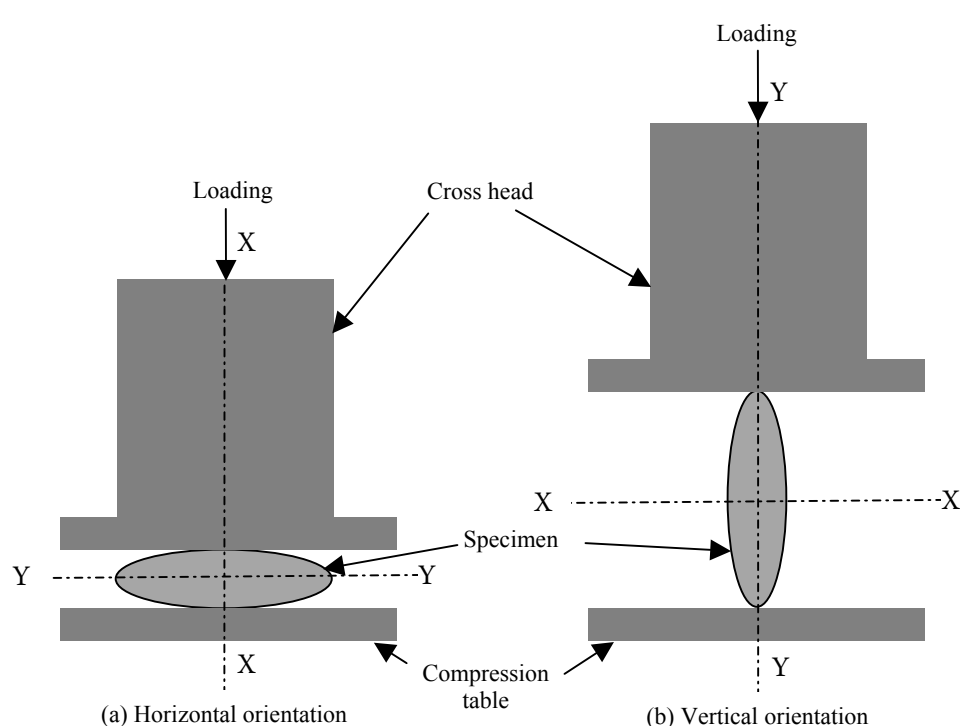 Loading
Y
Loading
X
Cross head
X
X
Specimen
Y
Y
X
Compression
table
Y
(a) Horizontal orientation
(b) Vertical orientation